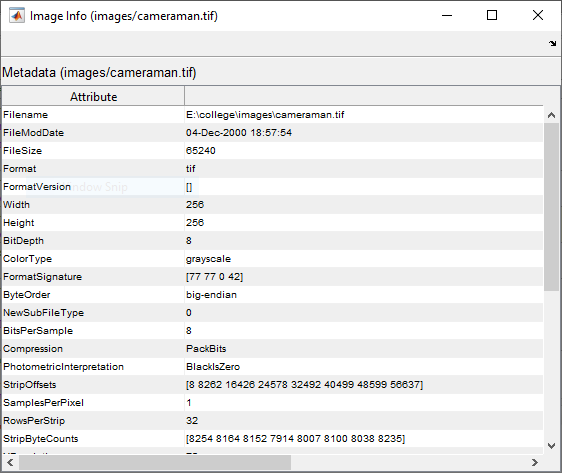 Image Info (images/cameraman.tif)
Metadata (images/cameraman.tif)
Attribute
Filename E:\college\images\cameraman.tif
FileModDate 04-Dec-2000 18:57:54
FileSize 65240
Format tif
FormatVersion []
Width 256
Height 256
BitDepth 8
ColorType grayscale
FormatSignature [77 77 0 42]
ByteOrder big-endian
NewSubFileType 0
BitsPerSample 8
Compression PackBits
PhotometricInterpretation BlackIsZero
StripOffsets [8 8262 16426 24578 32492 40499 48599 56637]
SamplesPerPixel 1
RowsPerStrip 32
StripByteCounts [8254 8164 8152 7914 8007 8100 8038 8235]